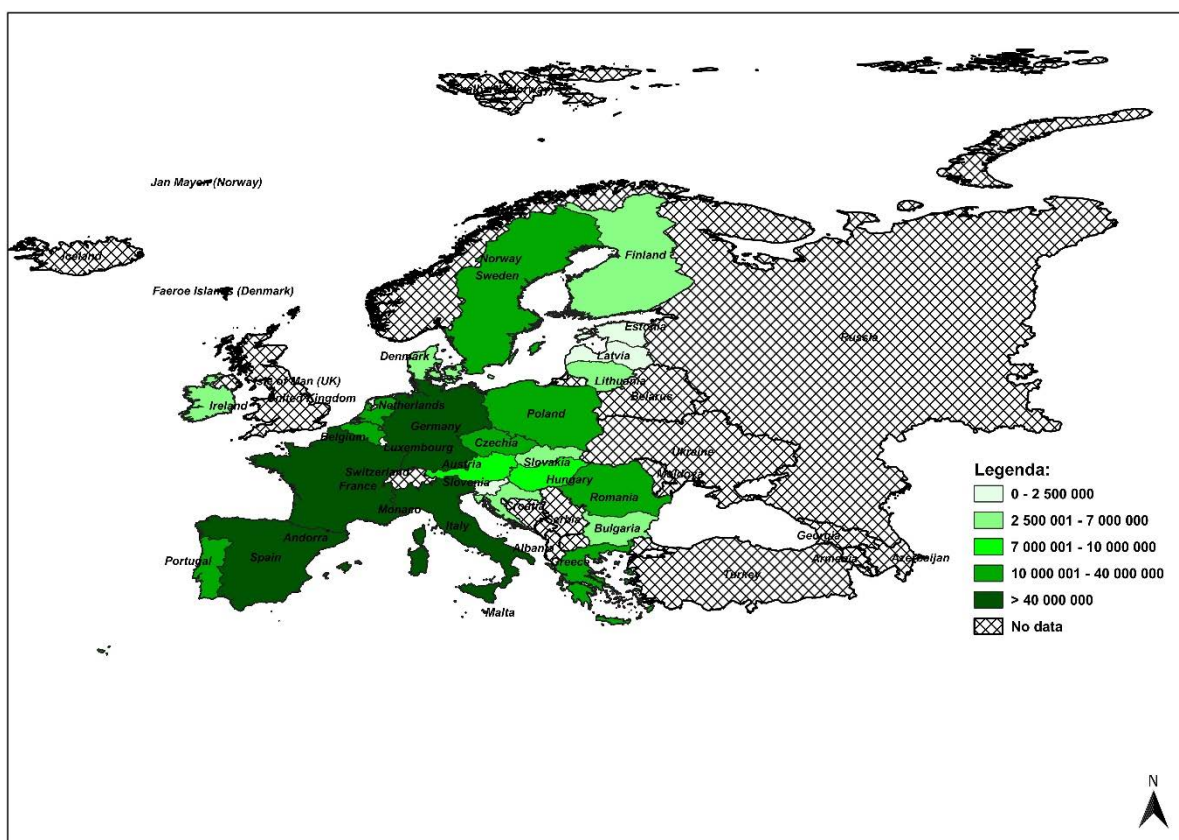 (Norway)
Jan Mayen (Norway)
Iceland
Norway
Sweden
Finland
Faeroe Islands (Denmark)
Estonia
Russia
Denmark
Latvia
Lithuania
Isle of Man (UK)
United Kingdom
Ireland
Belarus
Netherlands
Poland
Germany
Belgium
Czechia
Luxembourg
Ukraine
Austria
Slovakia
Switzerland
Moldova
Slovenia
Hungary
France
Romania
Croatia
Monaco
Serbia
Italy
Bulgaria
Andorra
Georgia
Albania
Armenia
Azerbaijan
Portugal
Spain
Greece
Turkey
Malta
Legenda:
0 - 2 500 000
2 500 001 - 7 000 000
7 000 001 - 10 000 000
10 000 001 - 40 000 000
> 40 000 000
No data
N